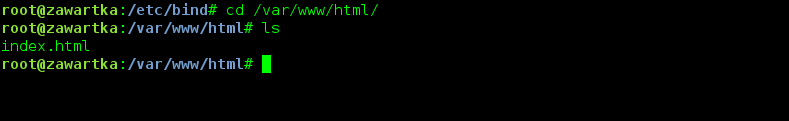 root@zawartka:/etc/bind# cd /var/www/html/
root@zawartka:/var/www/html# ls
index.html
root@zawartka:/var/www/html#